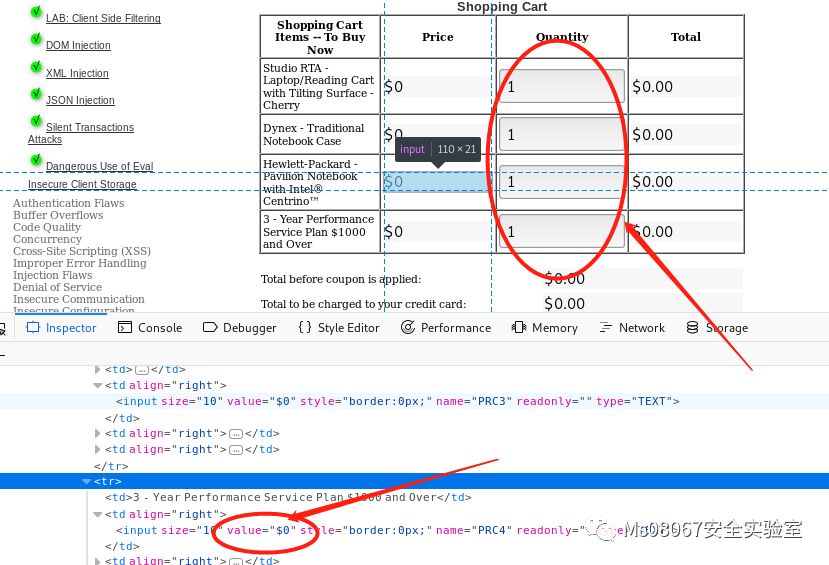 LAB: Client Side Filtering
DOM Injection
XML Injection
JSON Injection
Silent Transactions
Attacks
Dangerous Use of Eval
Insecure Client Storage
Authentication Flaws
Buffer Overflows
Code Quality
Concurrency
Cross-Site Scripting (XSS)
Improper Error Handling
Injection Flaws
Denial of Service
Insecure Communication
Insecure Configuration
Shopping Cart
Shopping Cart
Items -- To Buy
Now
Price
Quantity
Total
Studio RTA -
Laptop/Reading Cart
with Tilting Surface -
Cherry
$0
1
$0.00
Dynex - Traditional
Notebook Case
$0
1
$0.00
input 110 × 21
Hewlett-Packard -
Pavilion Notebook
with Intel®
Centrino™
$0
1
$0.00
3 - Year Performance
Service Plan $1000
and Over
$0
1
$0.00
Total before coupon is applied: $0.00
Total to be charged to your credit card: $0.00
Inspector Console Debugger {} Style Editor Performance Memory Network Storage
<td>…</td>
<td align="right">
<input size="10" value="$0" style="border:0px;" name="PRC3" readonly="" type="TEXT">
</td>
<td align="right">…</td>
<td align="right">…</td>
</tr>
<tr>
<td>3 - Year Performance Service Plan $1000 and Over</td>
<td align="right">
<input size="10" value="$0" style="border:0px;" name="PRC4" readonly=
Ms08067安全实验室
</td>
<td align="right">…</td>